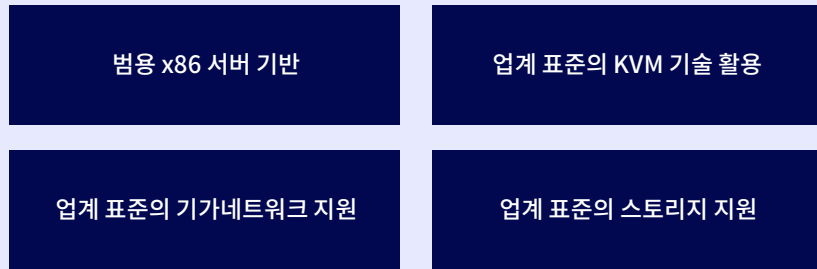 범용 x86 서버 기반
업계 표준의 KVM 기술 활용
업계 표준의 기가네트워크 지원
업계 표준의 스토리지 지원